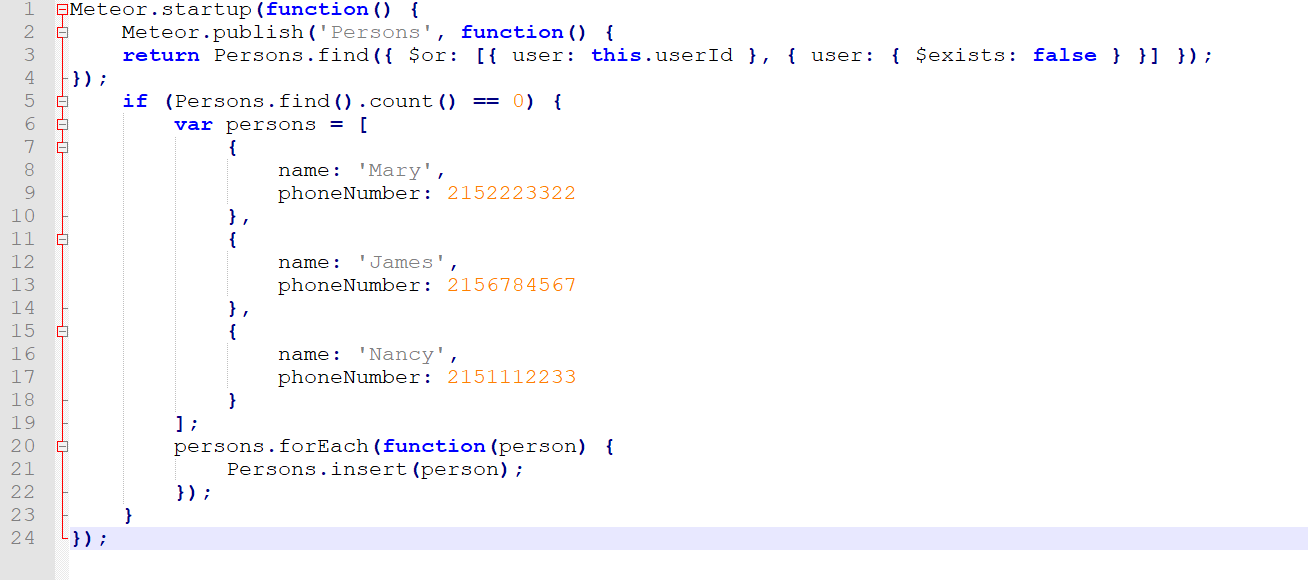 1 Meteor.startup(function() {
2     Meteor.publish('Persons', function() {
3     return Persons.find({ $or: [{ user: this.userId }, { user: { $exists: false } }] });
4 });
5     if (Persons.find().count() == 0) {
6         var persons = [
7             {
8                 name: 'Mary',
9                 phoneNumber: 2152223322
10             },
11             {
12                 name: 'James',
13                 phoneNumber: 2156784567
14             },
15             {
16                 name: 'Nancy',
17                 phoneNumber: 2151112233
18             }
19         ];
20         persons.forEach(function(person) {
21             Persons.insert(person);
22         });
23     }
24 });